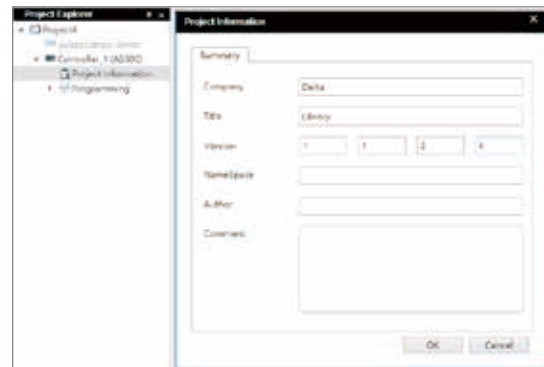 Project Explorer
Project4
Controller_1 (AS300)
Project Information
Programming
Project Information
Summary
Company
Delta
Title
Library
Version
1
1
2
NameSpace
Author
Comment
OK
Cancel